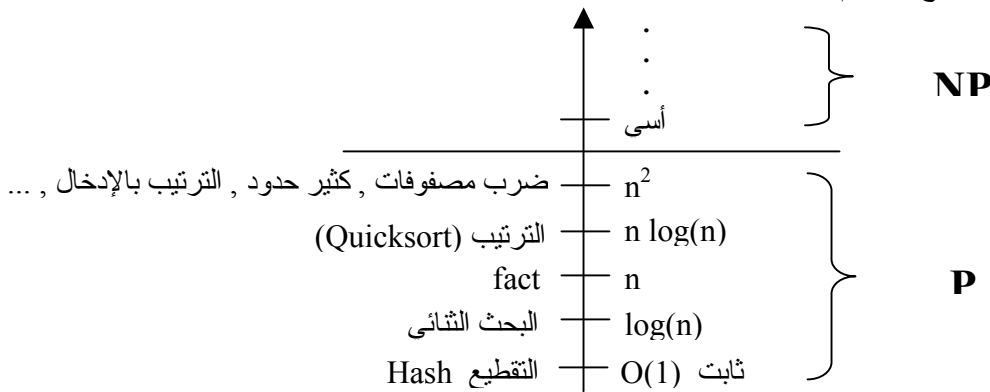 .
.
.
NP
أسى
ضرب مصفوفات , كثير حدود , الترتيب بالإدخال , ... n²
الترتيب (Quicksort) n log(n)
fact n
P
البحث الثنائى log(n)
التقطيع Hash ثابت O(1)